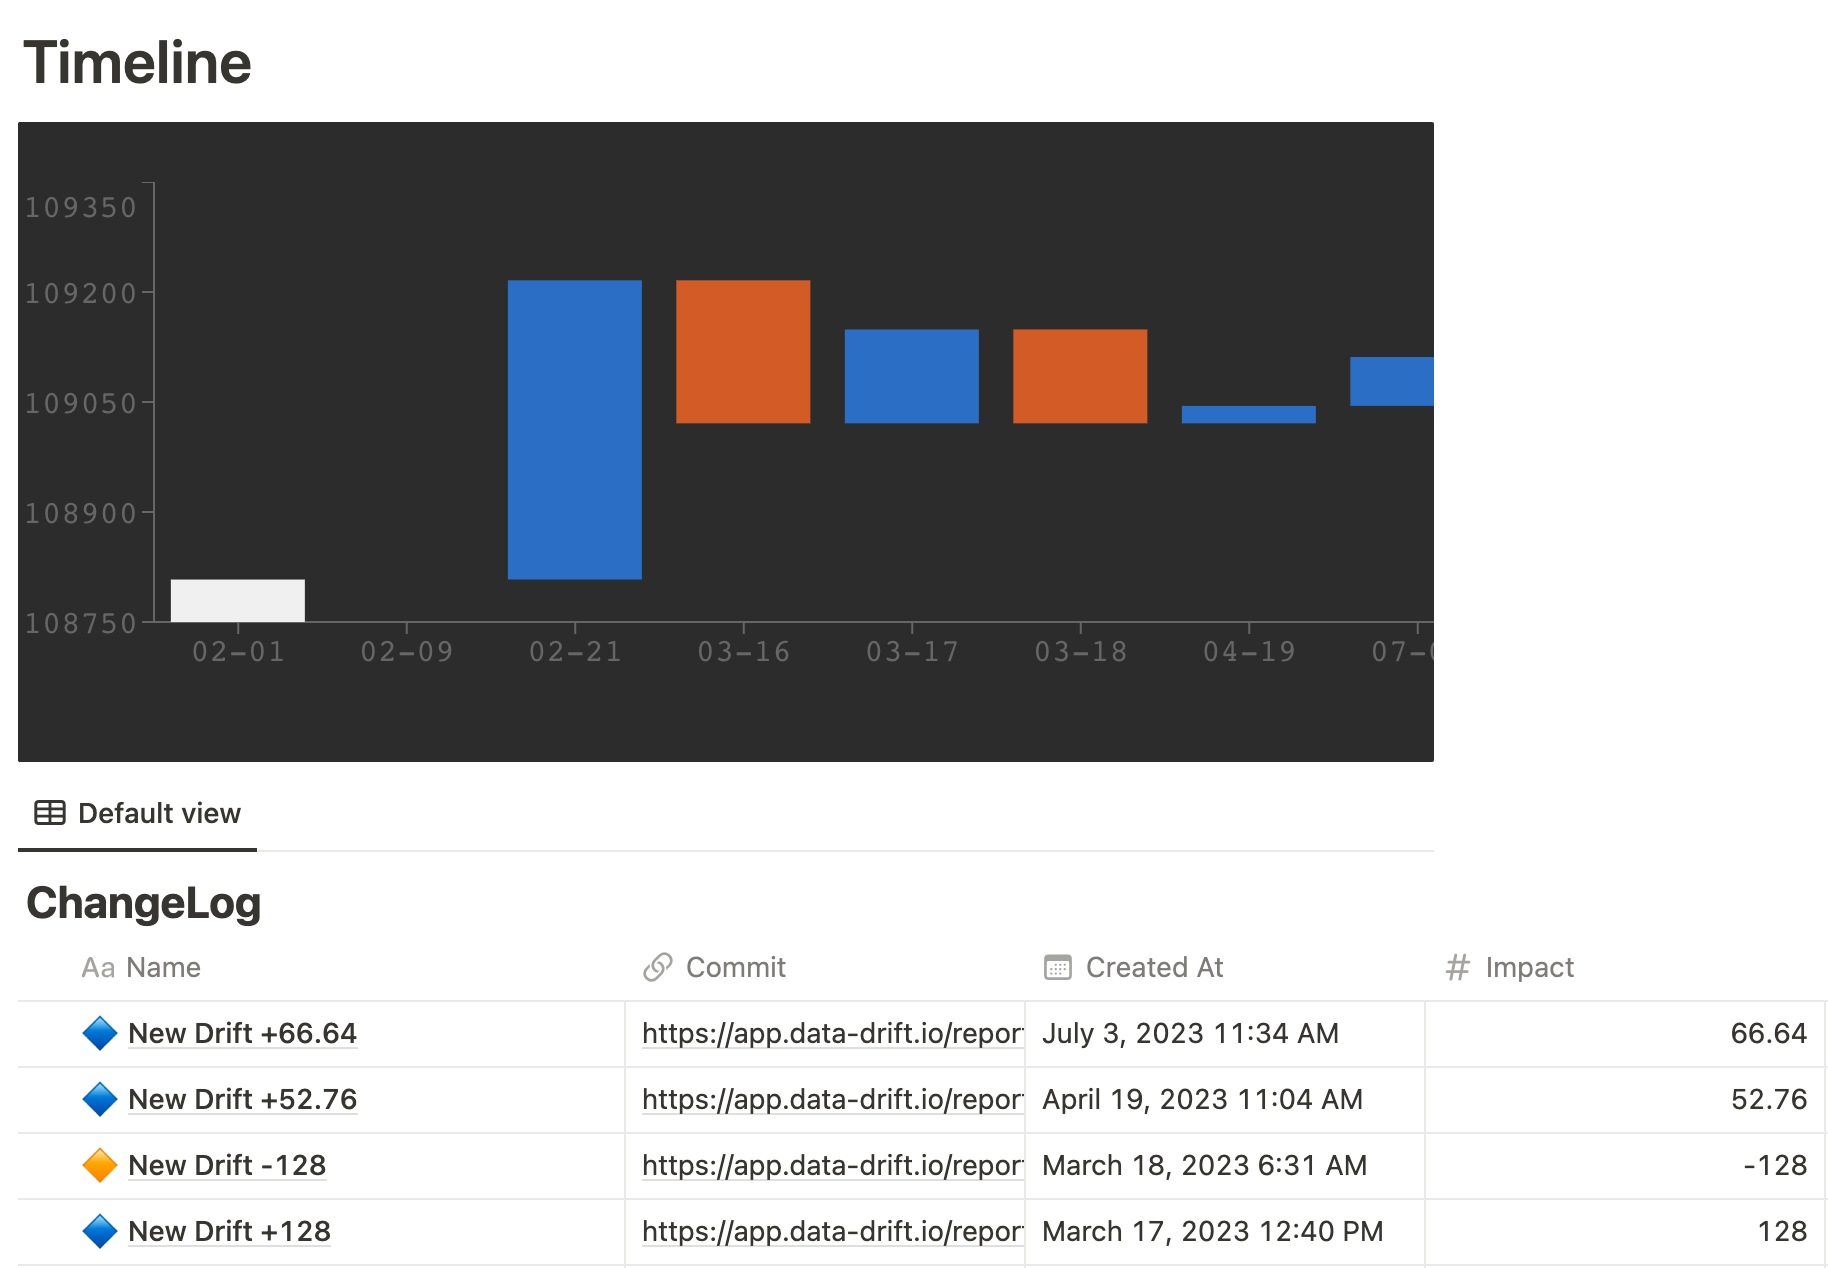 Timeline
109350
109200
109050
108900
108750
02-01 02-09 02-21 03-16 03-17 03-18 04-19 07-
Default view
ChangeLog
Aa Name Commit Created At # Impact
New Drift +66.64 https://app.data-drift.io/repor July 3, 2023 11:34 AM 66.64
New Drift +52.76 https://app.data-drift.io/repor April 19, 2023 11:04 AM 52.76
New Drift -128 https://app.data-drift.io/repor March 18, 2023 6:31 AM -128
New Drift +128 https://app.data-drift.io/repor March 17, 2023 12:40 PM 128